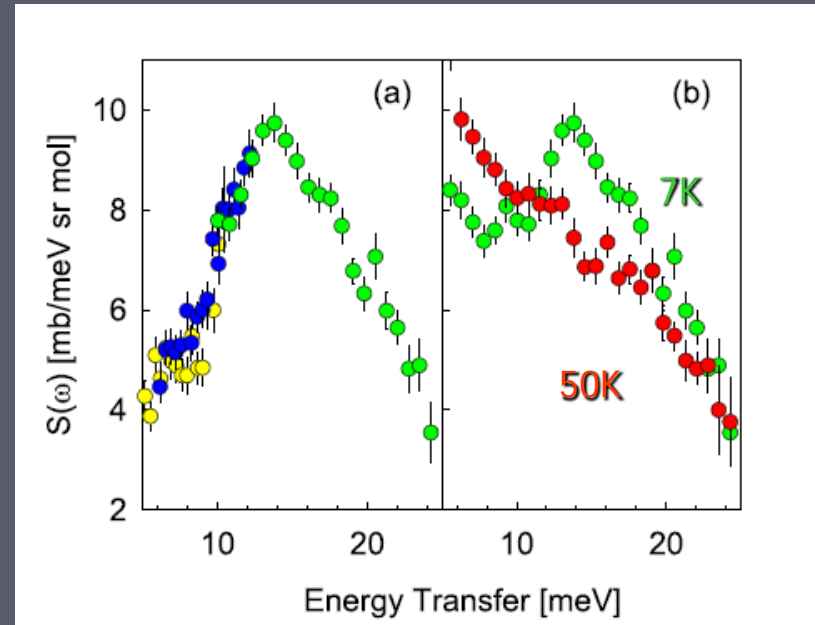 (a)
(b)
10
8
6
4
2
S(ω) [mb/meV sr mol]
7K
50K
10
20
10
20
Energy Transfer [meV]